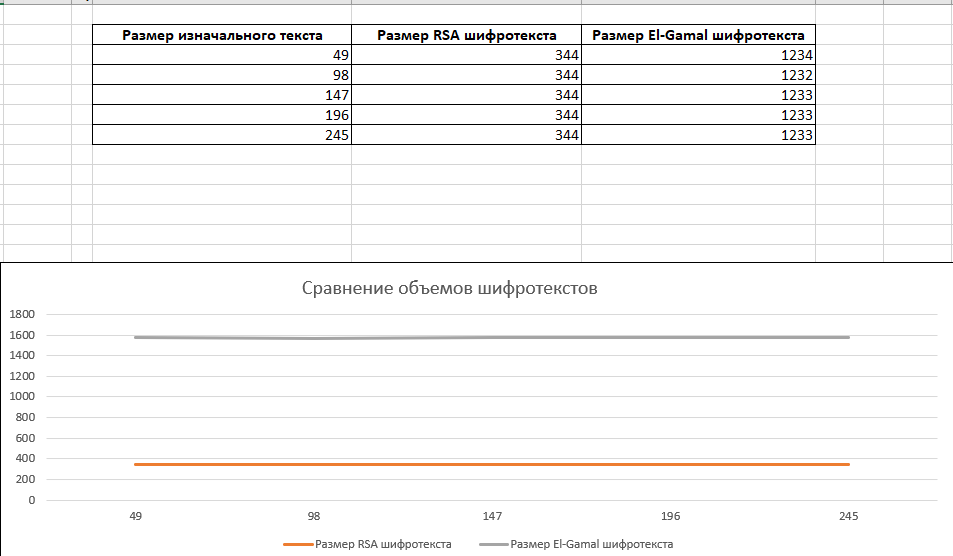 Размер изначального текста Размер RSA шифротекста Размер El-Gamal шифротекста
49 344 1234
98 344 1232
147 344 1233
196 344 1233
245 344 1233
Сравнение объемов шифротекстов
1800
1600
1400
1200
1000
800
600
400
200
0
49 98 147 196 245
Размер RSA шифротекста Размер El-Gamal шифротекста